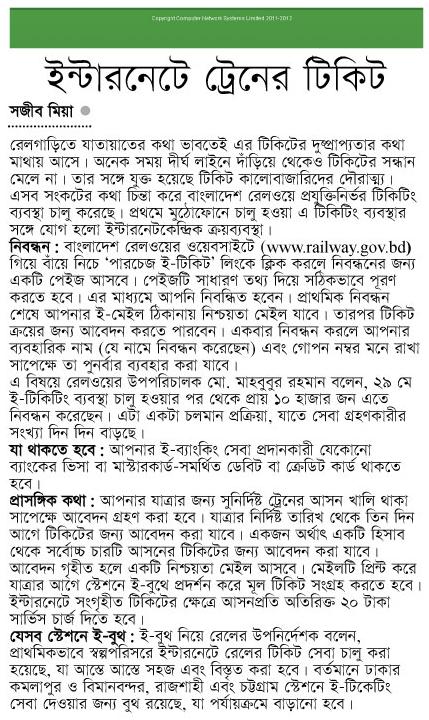 Copyright Computer Network Systems Limited 2011-2012
ইন্টারনেটে ট্রেনের টিকিট
সজীব মিয়া
রেলগাড়িতে যাতায়াতের কথা ভাবতেই এর টিকিটের দুষ্প্রাপ্যতার কথা
মাথায় আসে। অনেক সময় দীর্ঘ লাইনে দাঁড়িয়ে থেকেও টিকিটের সন্ধান
মেলে না। তার সঙ্গে যুক্ত হয়েছে টিকিট কালোবাজারিদের দৌরাত্ম্য।
এসব সংকটের কথা চিন্তা করে বাংলাদেশ রেলওয়ে প্রযুক্তিনির্ভর টিকিটিং
ব্যবস্থা চালু করেছে। প্রথমে মুঠোফোনে চালু হওয়া এ টিকিটিং ব্যবস্থার
সঙ্গে যোগ হলো ইন্টারনেটকেন্দ্রিক ক্রয়ব্যবস্থা।
নিবন্ধন : বাংলাদেশ রেলওয়ের ওয়েবসাইটে (www.railway.gov.bd)
গিয়ে বাঁয়ে নিচে ‘পারচেজ ই-টিকিট’ লিংকে ক্লিক করলে নিবন্ধনের জন্য
একটি পেইজ আসবে। পেইজটি সাধারণ তথ্য দিয়ে সঠিকভাবে পূরণ
করতে হবে। এর মাধ্যমে আপনি নিবন্ধিত হবেন। প্রাথমিক নিবন্ধন
শেষে আপনার ই-মেইল ঠিকানায় নিশ্চয়তা মেইল যাবে। তারপর টিকিট
ক্রয়ের জন্য আবেদন করতে পারবেন। একবার নিবন্ধন করলে আপনার
ব্যবহারিক নাম (যে নামে নিবন্ধন করেছেন) এবং গোপন নম্বর মনে রাখা
সাপেক্ষে তা পুনর্বার ব্যবহার করা যাবে।
এ বিষয়ে রেলওয়ের উপপরিচালক মো. মাহবুবুর রহমান বলেন, ২৯ মে
ই-টিকিটিং ব্যবস্থা চালু হওয়ার পর থেকে প্রায় ১০ হাজার জন এতে
নিবন্ধন করেছেন। এটা একটা চলমান প্রক্রিয়া, যাতে সেবা গ্রহণকারীর
সংখ্যা দিন দিন বাড়ছে।
যা থাকতে হবে : আপনার ই-ব্যাংকিং সেবা প্রদানকারী যেকোনো
ব্যাংকের ভিসা বা মাস্টারকার্ড-সমর্থিত ডেবিট বা ক্রেডিট কার্ড থাকতে
হবে।
প্রাসঙ্গিক কথা : আপনার যাত্রার জন্য সুনির্দিষ্ট ট্রেনের আসন খালি থাকা
সাপেক্ষে আবেদন গ্রহণ করা হবে। যাত্রার নির্দিষ্ট তারিখ থেকে তিন দিন
আগে টিকিটের জন্য আবেদন করা যাবে। একজন অর্থাৎ একটি হিসাব
থেকে সর্বোচ্চ চারটি আসনের টিকিটের জন্য আবেদন করা যাবে।
আবেদন গৃহীত হলে একটি নিশ্চয়তা মেইল আসবে। মেইলটি প্রিন্ট করে
যাত্রার আগে স্টেশনে ই-বুথে প্রদর্শন করে মূল টিকিট সংগ্রহ করতে হবে।
ইন্টারনেটে সংগৃহীত টিকিটের ক্ষেত্রে আসনপ্রতি অতিরিক্ত ২০ টাকা
সার্ভিস চার্জ দিতে হবে।
যেসব স্টেশনে ই-বুথ : ই-বুথ নিয়ে রেলের উপনির্দেশক বলেন,
প্রাথমিকভাবে স্বল্পপরিসরে ইন্টারনেটে রেলের টিকিট সেবা চালু করা
হয়েছে, যা আস্তে আস্তে সহজ এবং বিস্তৃত করা হবে। বর্তমানে ঢাকার
কমলাপুর ও বিমানবন্দর, রাজশাহী এবং চট্টগ্রাম স্টেশনে ই-টিকেটিং
সেবা দেওয়ার জন্য বুথ রয়েছে, যা পর্যায়ক্রমে বাড়ানো হবে।